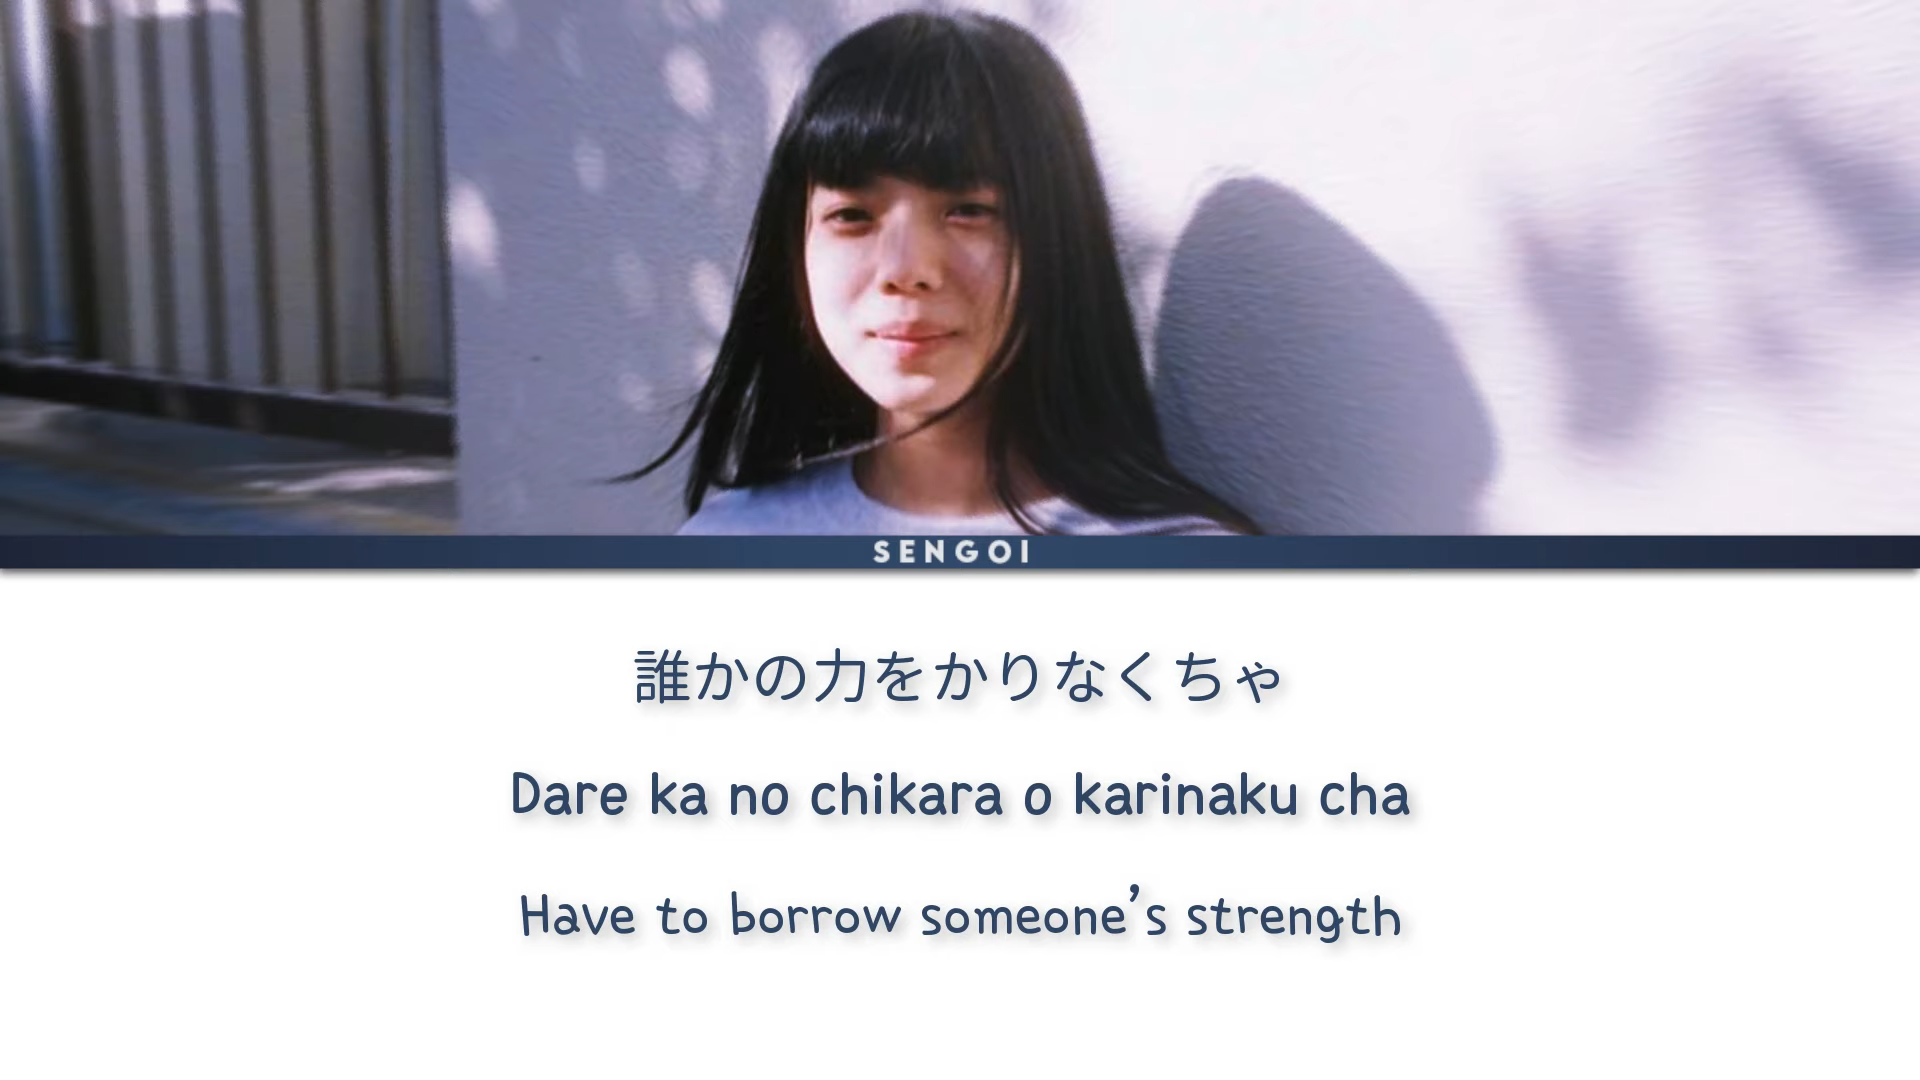 SENGOI
誰かの力をかりなくちゃ
Dare ka no chikara o karinaku cha
Have to borrow someone’s strength